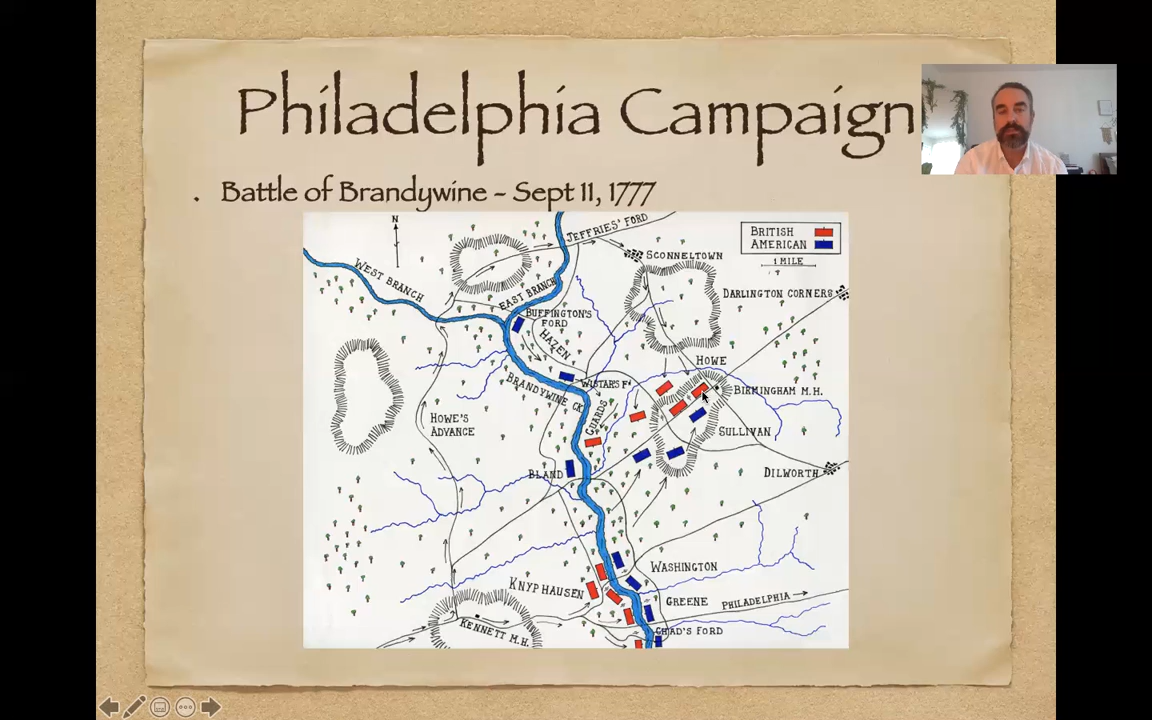 Philadelphia Campaign
. Battle of Brandywine - Sept 11, 1777
N
JEFFRIES' FORD
BRITISH
AMERICAN
1 MILE
SCONNELTOWN
WEST BRANCH
EAST BRANCH
DARLINGTON CORNERS
BUFFINGTON'S
FORD
HAZEN
HOWE
WISTAR'S Fd
BRANDYWINE CK
BIRMINGHAM M.H.
GUARDS
HOWE'S
ADVANCE
SULLIVAN
BLAND
DILWORTH
WASHINGTON
KNYPHAUSEN
GREENE
PHILADELPHIA
KENNETT M.H.
CHAD'S FORD